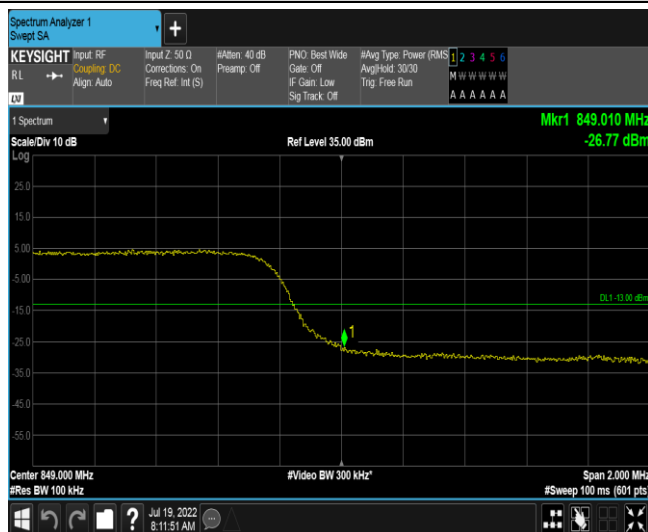 Spectrum Analyzer 1
Swept SA
+
KEYSIGHT Input: RF Input Z: 50 Ω #Atten: 40 dB PNO: Best Wide #Avg Type: Power (RMS 1 2 3 4 5 6
RL Coupling: DC Corrections: On Preamp: Off Gate: Off Avg|Hold: 30/30 M W W W W W
Align: Auto Freq Ref: Int (S) IF Gain: Low Trig: Free Run
LXI Sig Track: Off A A A A A A
1 Spectrum Mkr1 849.010 MHz
Scale/Div 10 dB Ref Level 35.00 dBm -26.77 dBm
Log
25.0
15.0
5.00
-5.00
DL1 -13.00 dBm
-15.0
1
-25.0
-35.0
-45.0
-55.0
Center 849.000 MHz #Video BW 300 kHz* Span 2.000 MHz
#Res BW 100 kHz #Sweep 100 ms (601 pts)
? Jul 19, 2022
8:11:51 AM